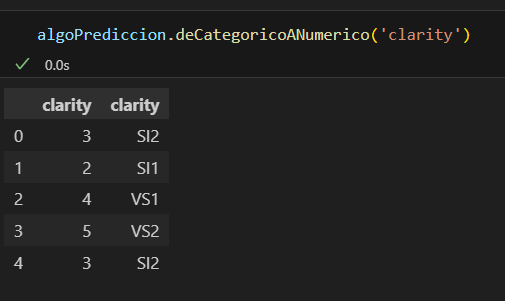 algoPrediccion.deCategoricoANumerico('clarity')
0.0s
clarity clarity
0 3 SI2
1 2 SI1
2 4 VS1
3 5 VS2
4 3 SI2